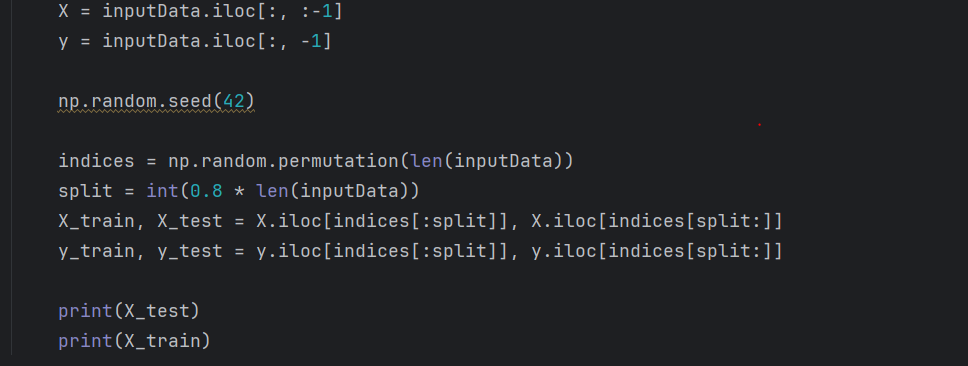 X = inputData.iloc[:, :-1]
y = inputData.iloc[:, -1]
np.random.seed(42)
indices = np.random.permutation(len(inputData))
split = int(0.8 * len(inputData))
X_train, X_test = X.iloc[indices[:split]], X.iloc[indices[split:]]
y_train, y_test = y.iloc[indices[:split]], y.iloc[indices[split:]]
print(X_test)
print(X_train)